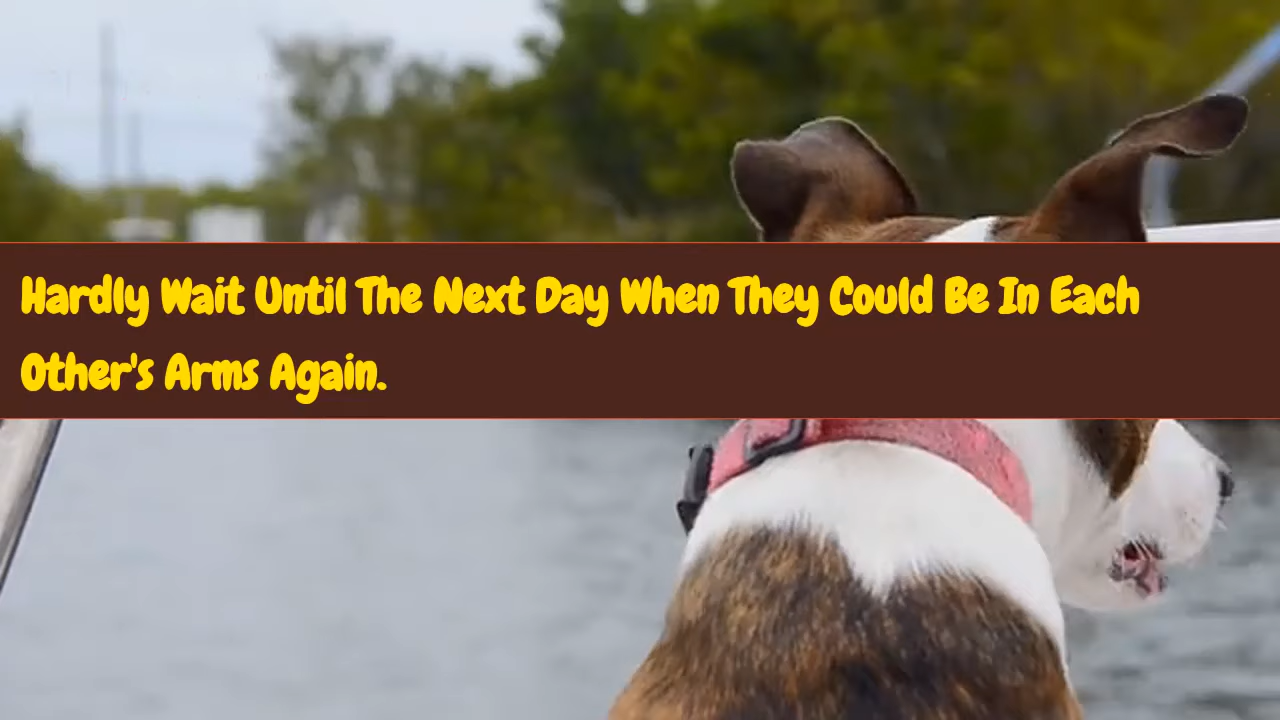 Hardly Wait Until The Next Day When They Could Be In Each
Other's Arms Again.